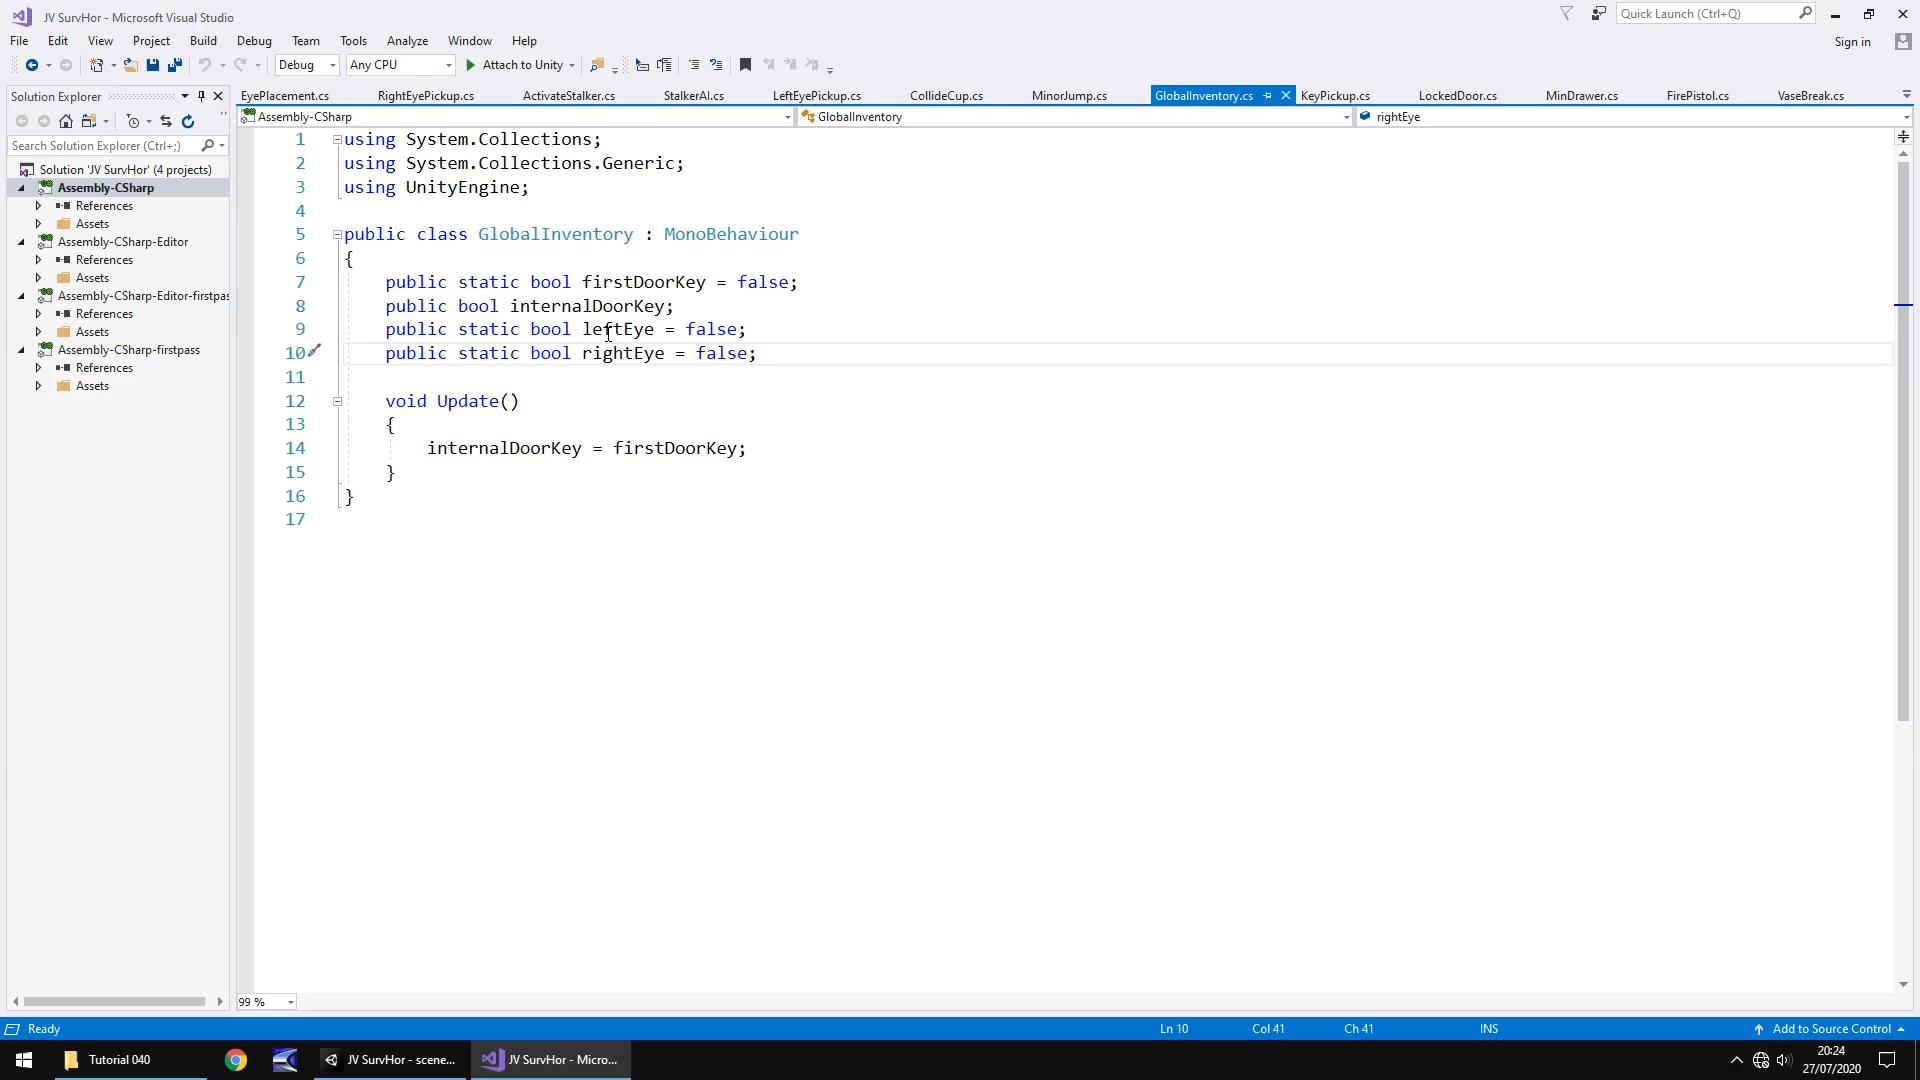 JV SurvHor - Microsoft Visual Studio
Quick Launch (Ctrl+Q)
File Edit View Project Build Debug Team Tools Analyze Window Help
Sign in
Debug Any CPU Attach to Unity
Solution Explorer
EyePlacement.cs RightEyePickup.cs ActivateStalker.cs StalkerAI.cs LeftEyePickup.cs CollideCup.cs MinorJump.cs GlobalInventory.cs KeyPickup.cs LockedDoor.cs MinDrawer.cs FirePistol.cs VaseBreak.cs
Assembly-CSharp GlobalInventory rightEye
Search Solution Explorer (Ctrl+;)
Solution 'JV SurvHor' (4 projects)
Assembly-CSharp
References
Assets
Assembly-CSharp-Editor
References
Assets
Assembly-CSharp-Editor-firstpas
References
Assets
Assembly-CSharp-firstpass
References
Assets
1 using System.Collections;
2 using System.Collections.Generic;
3 using UnityEngine;
4
5 public class GlobalInventory : MonoBehaviour
6 {
7 public static bool firstDoorKey = false;
8 public bool internalDoorKey;
9 public static bool leftEye = false;
10 public static bool rightEye = false;
11
12 void Update()
13 {
14 internalDoorKey = firstDoorKey;
15 }
16 }
17
99 %
Ready Ln 10 Col 41 Ch 41 INS Add to Source Control
Tutorial 040 JV SurvHor - scene... JV SurvHor - Micro...
20:24
27/07/2020